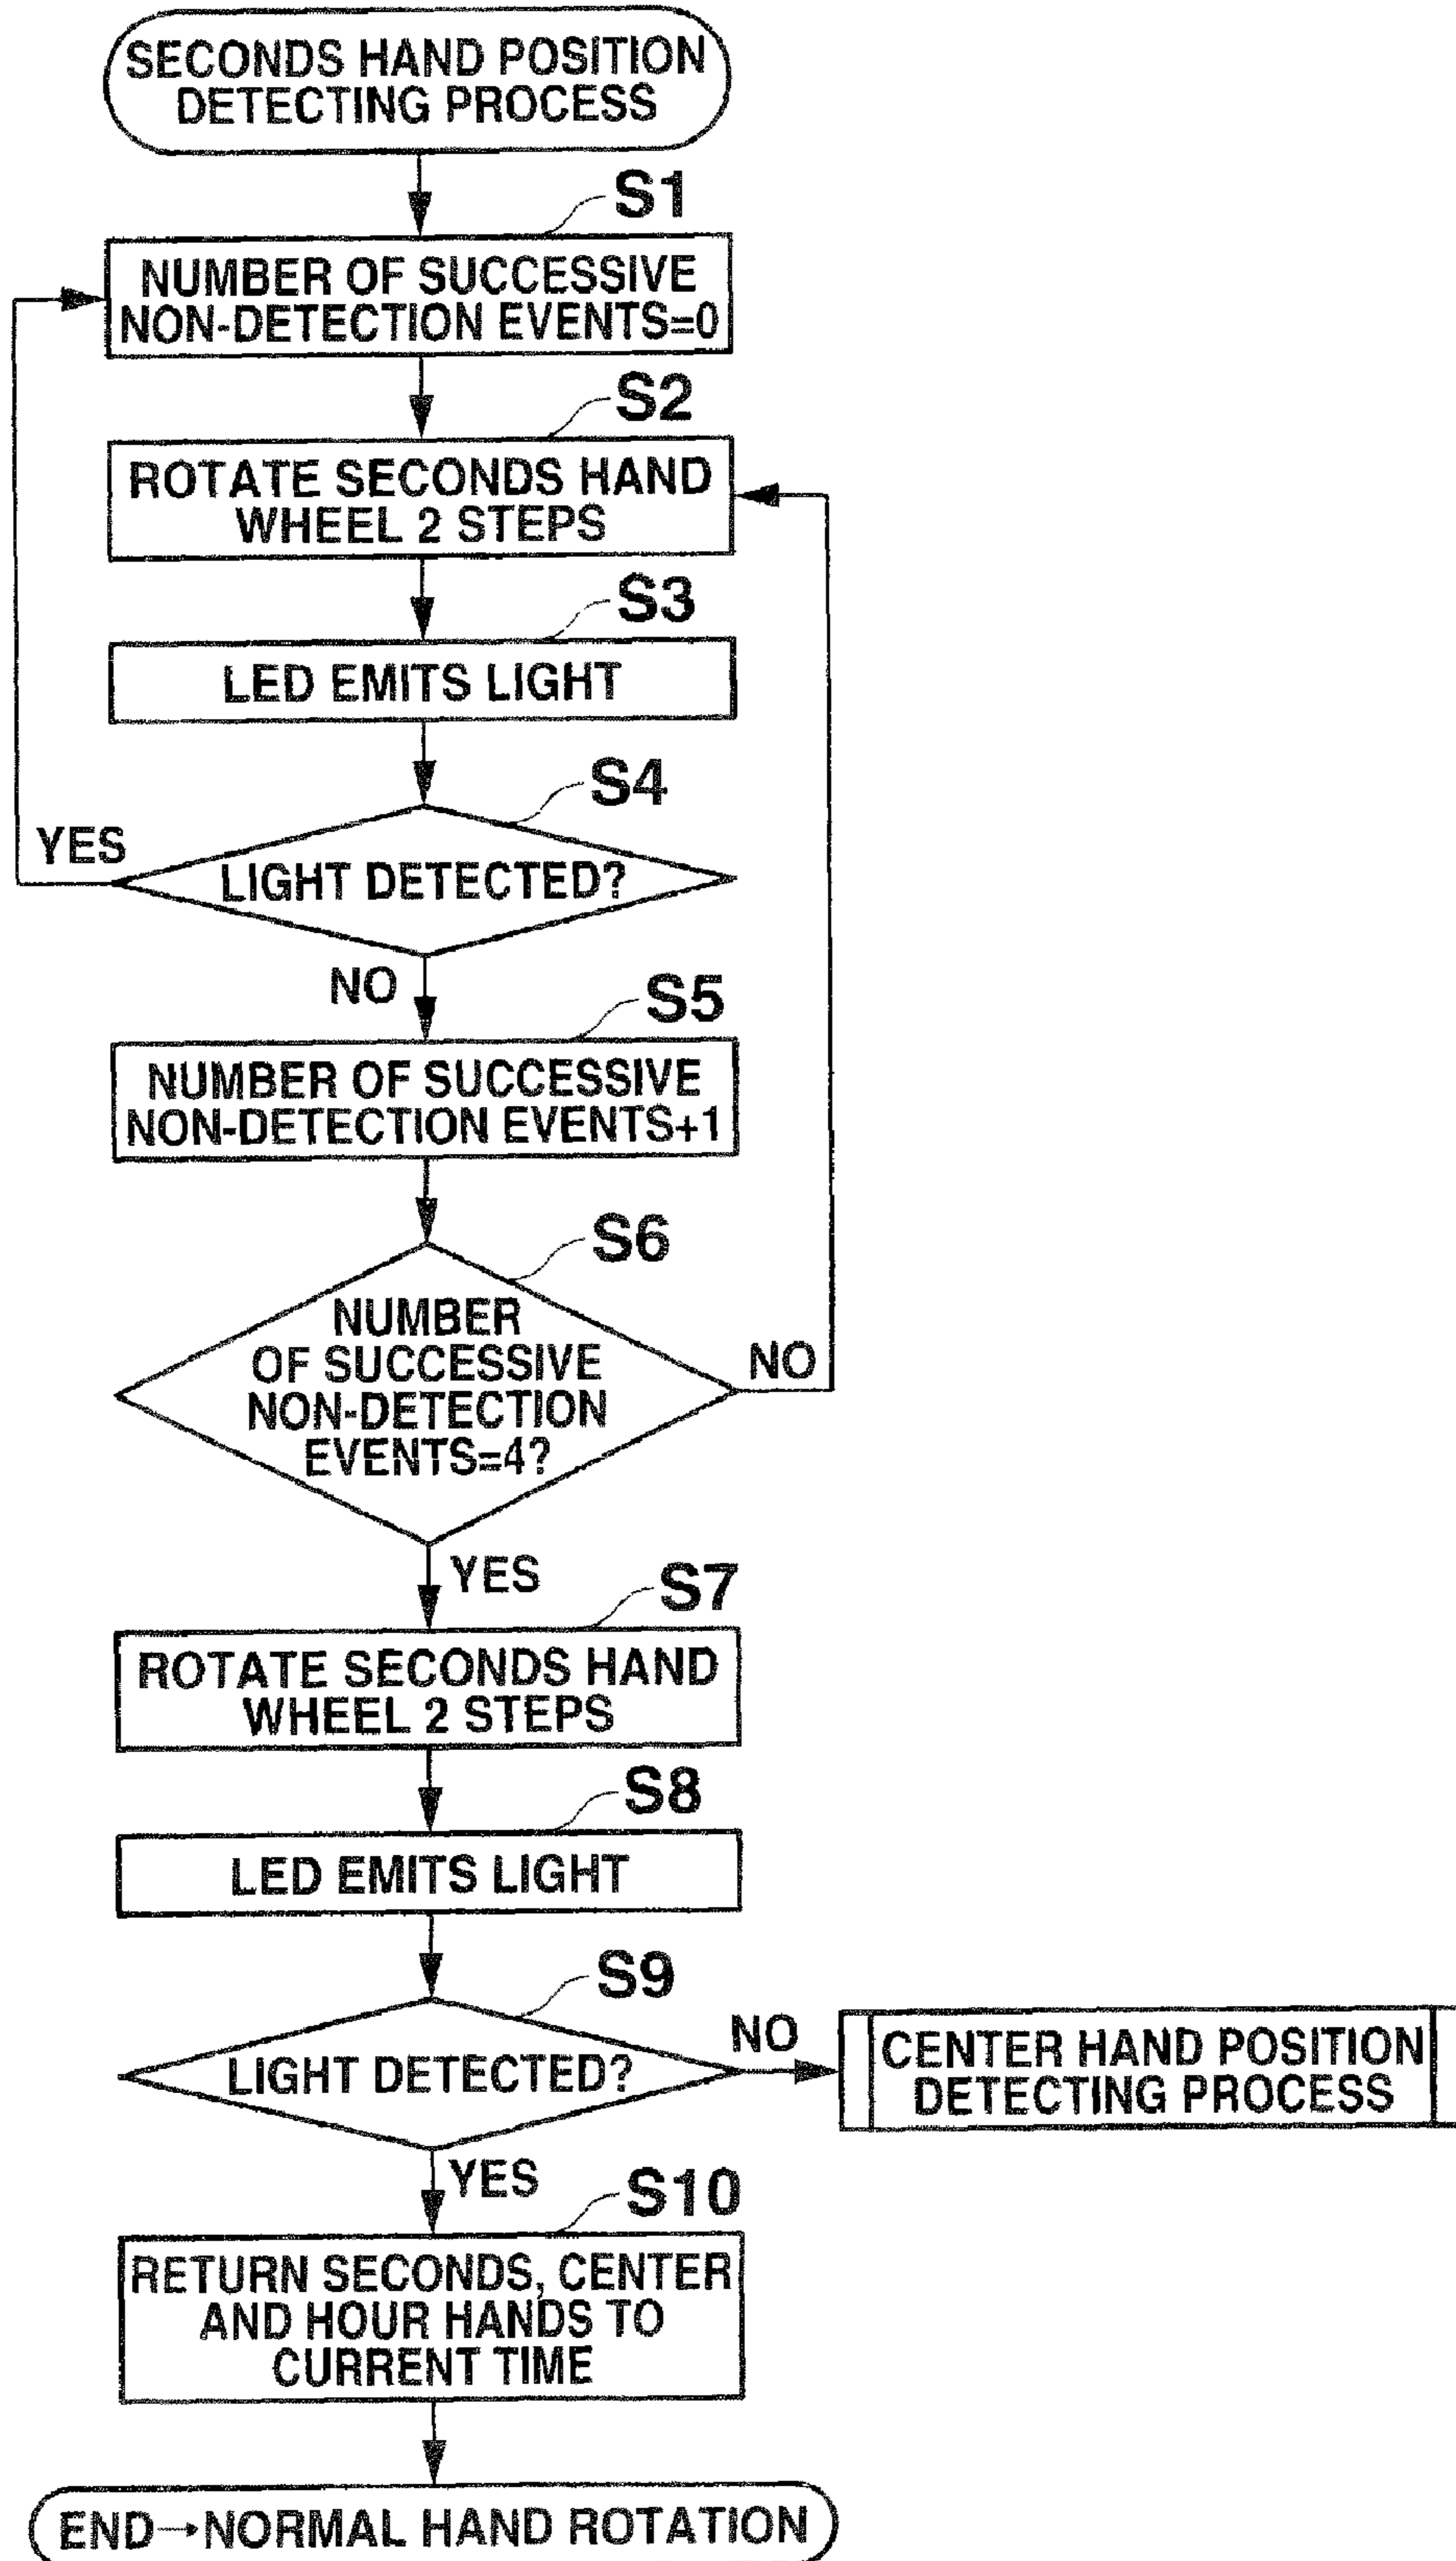 SECONDS HAND POSITION
DETECTING PROCESS
S1
NUMBER OF SUCCESSIVE
NON-DETECTION EVENTS=0
S2
ROTATE SECONDS HAND
WHEEL 2 STEPS
S3
LED EMITS LIGHT
S4
YES
LIGHT DETECTED?
NO
S5
NUMBER OF SUCCESSIVE
NON-DETECTION EVENTS+1
S6
NUMBER
OF SUCCESSIVE
NON-DETECTION
EVENTS=4?
NO
YES
S7
ROTATE SECONDS HAND
WHEEL 2 STEPS
S8
LED EMITS LIGHT
S9
LIGHT DETECTED?
NO
CENTER HAND POSITION
DETECTING PROCESS
YES
S10
RETURN SECONDS, CENTER
AND HOUR HANDS TO
CURRENT TIME
END→NORMAL HAND ROTATION